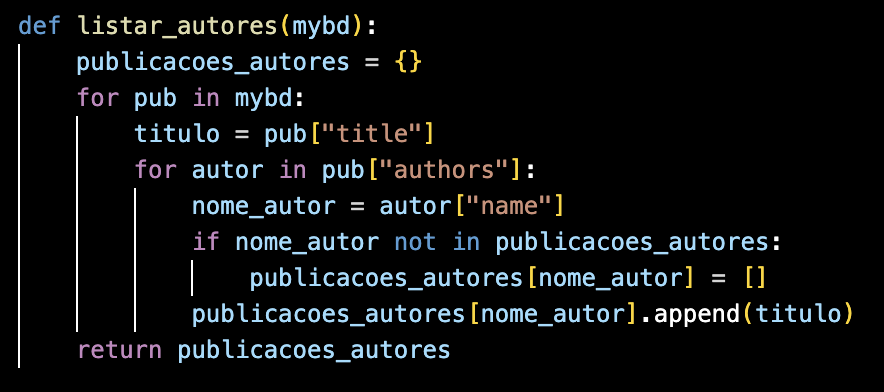 def listar_autores(mybd):
    publicacoes_autores = {}
    for pub in mybd:
        titulo = pub["title"]
        for autor in pub["authors"]:
            nome_autor = autor["name"]
            if nome_autor not in publicacoes_autores:
                publicacoes_autores[nome_autor] = []
            publicacoes_autores[nome_autor].append(titulo)
    return publicacoes_autores